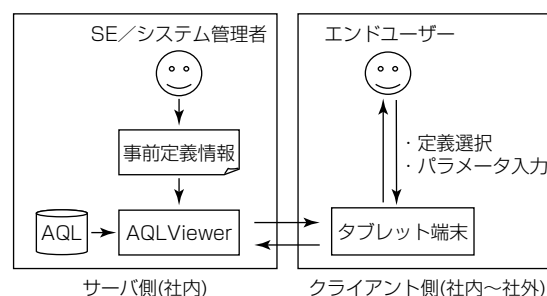 SE／システム管理者
エンドユーザー
事前定義情報
・定義選択
・パラメータ入力
AQL
AQLViewer
タブレット端末
サーバ側(社内)
クライアント側(社内～社外)